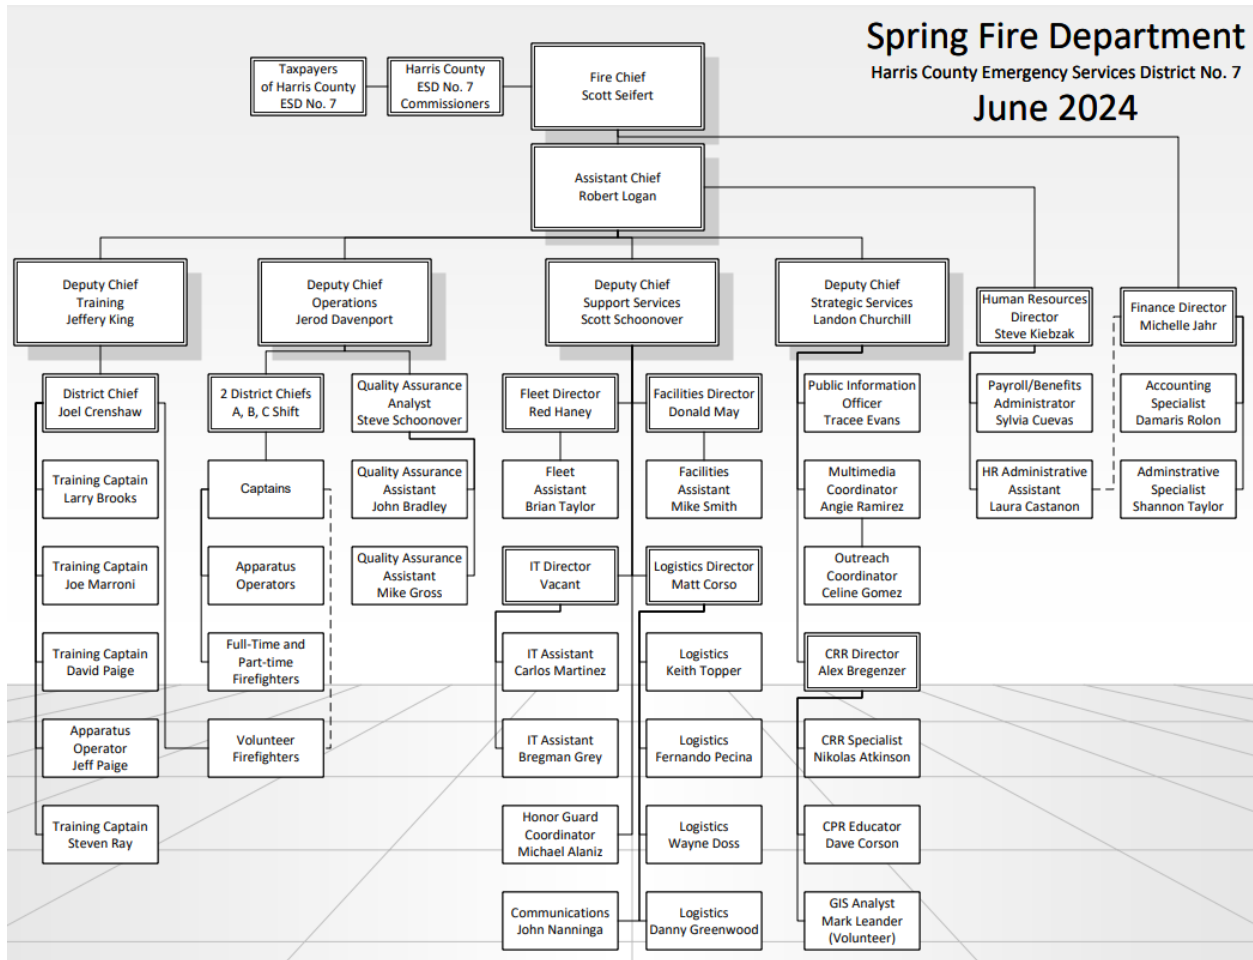 Spring Fire Department
Harris County Emergency Services District No. 7
June 2024
Taxpayers
of Harris County
ESD No. 7
Harris County
ESD No. 7
Commissioners
Fire Chief
Scott Seifert
Assistant Chief
Robert Logan
Deputy Chief
Training
Jeffery King
Deputy Chief
Operations
Jerod Davenport
Deputy Chief
Support Services
Scott Schoonover
Deputy Chief
Strategic Services
Landon Churchill
Human Resources
Director
Steve Kiebzak
Finance Director
Michelle Jahr
District Chief
Joel Crenshaw
2 District Chiefs
A, B, C Shift
Quality Assurance
Analyst
Steve Schoonover
Fleet Director
Red Haney
Facilities Director
Donald May
Public Information
Officer
Tracee Evans
Payroll/Benefits
Administrator
Sylvia Cuevas
Accounting
Specialist
Damaris Rolon
Training Captain
Larry Brooks
Captains
Quality Assurance
Assistant
John Bradley
Fleet
Assistant
Brian Taylor
Facilities
Assistant
Mike Smith
Multimedia
Coordinator
Angie Ramirez
HR Administrative
Assistant
Laura Castanon
Adminstrative
Specialist
Shannon Taylor
Training Captain
Joe Marroni
Apparatus
Operators
Quality Assurance
Assistant
Mike Gross
IT Director
Vacant
Logistics Director
Matt Corso
Outreach
Coordinator
Celine Gomez
Training Captain
David Paige
Full-Time and
Part-time
Firefighters
IT Assistant
Carlos Martinez
Logistics
Keith Topper
CRR Director
Alex Bregenzer
Apparatus
Operator
Jeff Paige
Volunteer
Firefighters
IT Assistant
Bregman Grey
Logistics
Fernando Pecina
CRR Specialist
Nikolas Atkinson
Training Captain
Steven Ray
Honor Guard
Coordinator
Michael Alaniz
Logistics
Wayne Doss
CPR Educator
Dave Corson
Communications
John Nanninga
Logistics
Danny Greenwood
GIS Analyst
Mark Leander
(Volunteer)